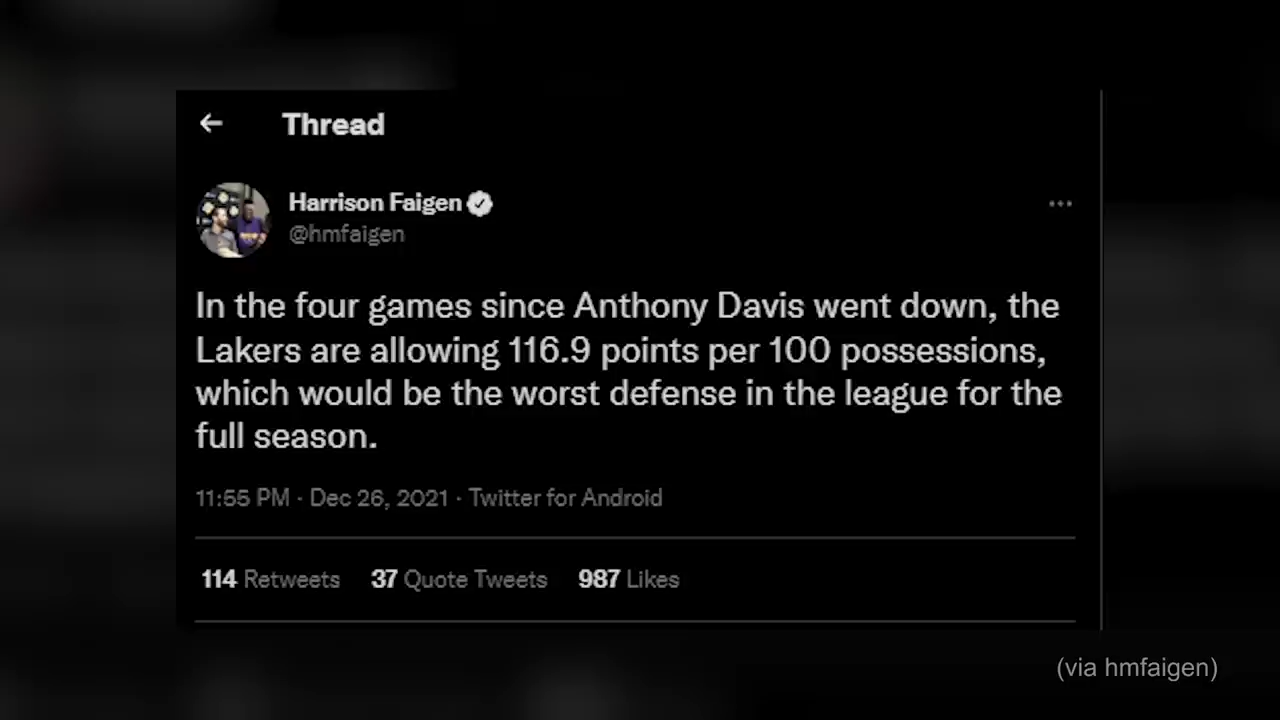 Thread
Harrison Faigen
@hmfaigen
In the four games since Anthony Davis went down, the
Lakers are allowing 116.9 points per 100 possessions,
which would be the worst defense in the league for the
full season.
11:55 PM · Dec 26, 2021 · Twitter for Android
114 Retweets 37 Quote Tweets 987 Likes
(via hmfaigen)